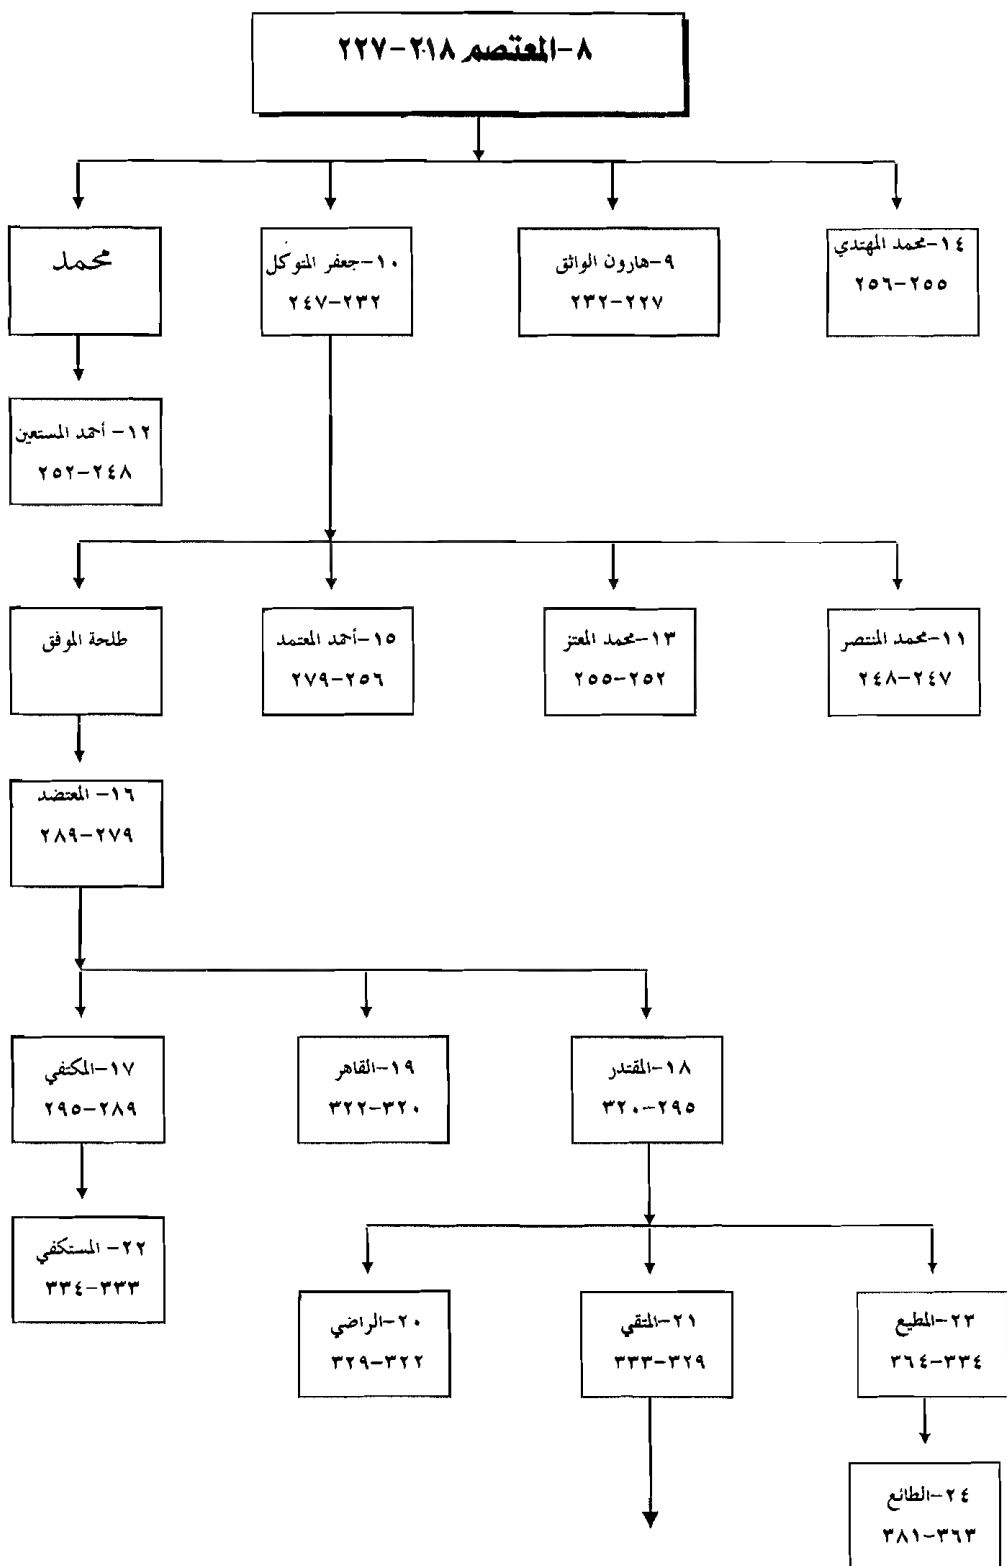 ٨-المعتصم ٢١٨-٢٢٧
١٤-محمد المهتدي
٢٥٥-٢٥٦
٩-هارون الواثق
٢٢٧-٢٣٢
١٠-جعفر المتوكل
٢٣٢-٢٤٧
محمد
١٢- أحمد المستعين
٢٤٨-٢٥٢
١١-محمد المنتصر
٢٤٧-٢٤٨
١٣-محمد المعتز
٢٥٢-٢٥٥
١٥-أحمد المعتمد
٢٥٦-٢٧٩
طلحة الموفق
١٦- المعتضد
٢٧٩-٢٨٩
١٨-المقتدر
٢٩٥-٣٢٠
١٩-القاهر
٣٢٠-٣٢٢
١٧-المكتفي
٢٨٩-٢٩٥
٢٢- المستكفي
٣٣٣-٣٣٤
٢٣-المطيع
٣٣٤-٣٦٤
٢١-المتقي
٣٢٩-٣٣٣
٢٠-الراضي
٣٢٢-٣٢٩
٢٤-الطائع
٣٦٣-٣٨١